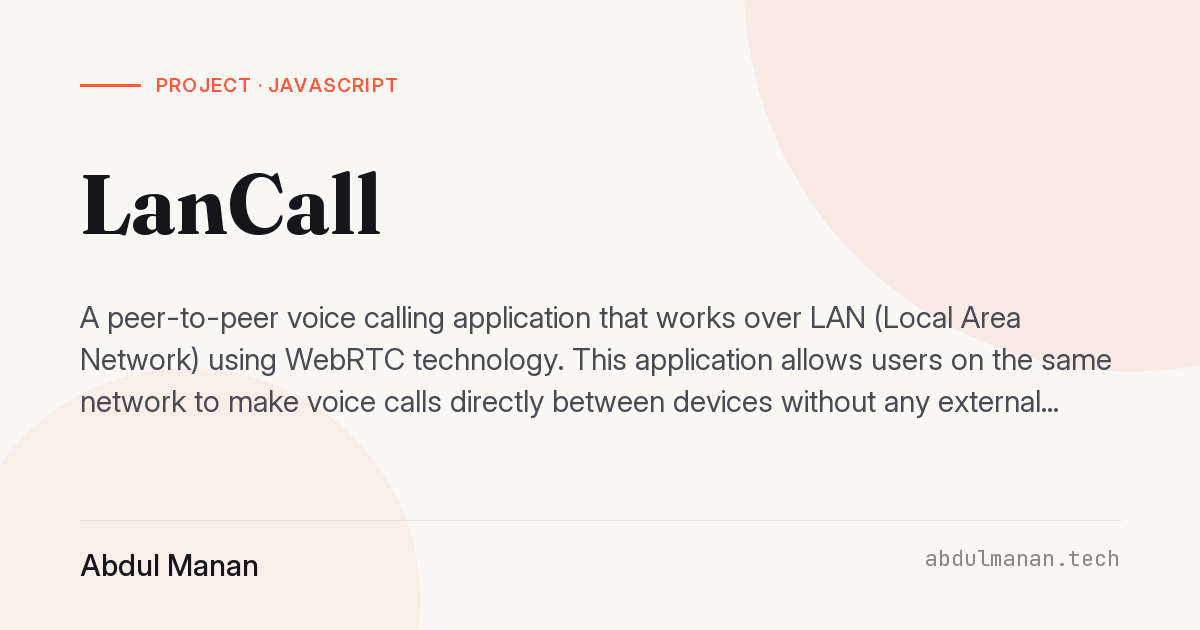 PROJECT · JAVASCRIPT
LanCall
A peer-to-peer voice calling application that works over LAN (Local Area
Network) using WebRTC technology. This application allows users on the same
network to make voice calls directly between devices without any external…
Abdul Manan
abdulmanan.tech